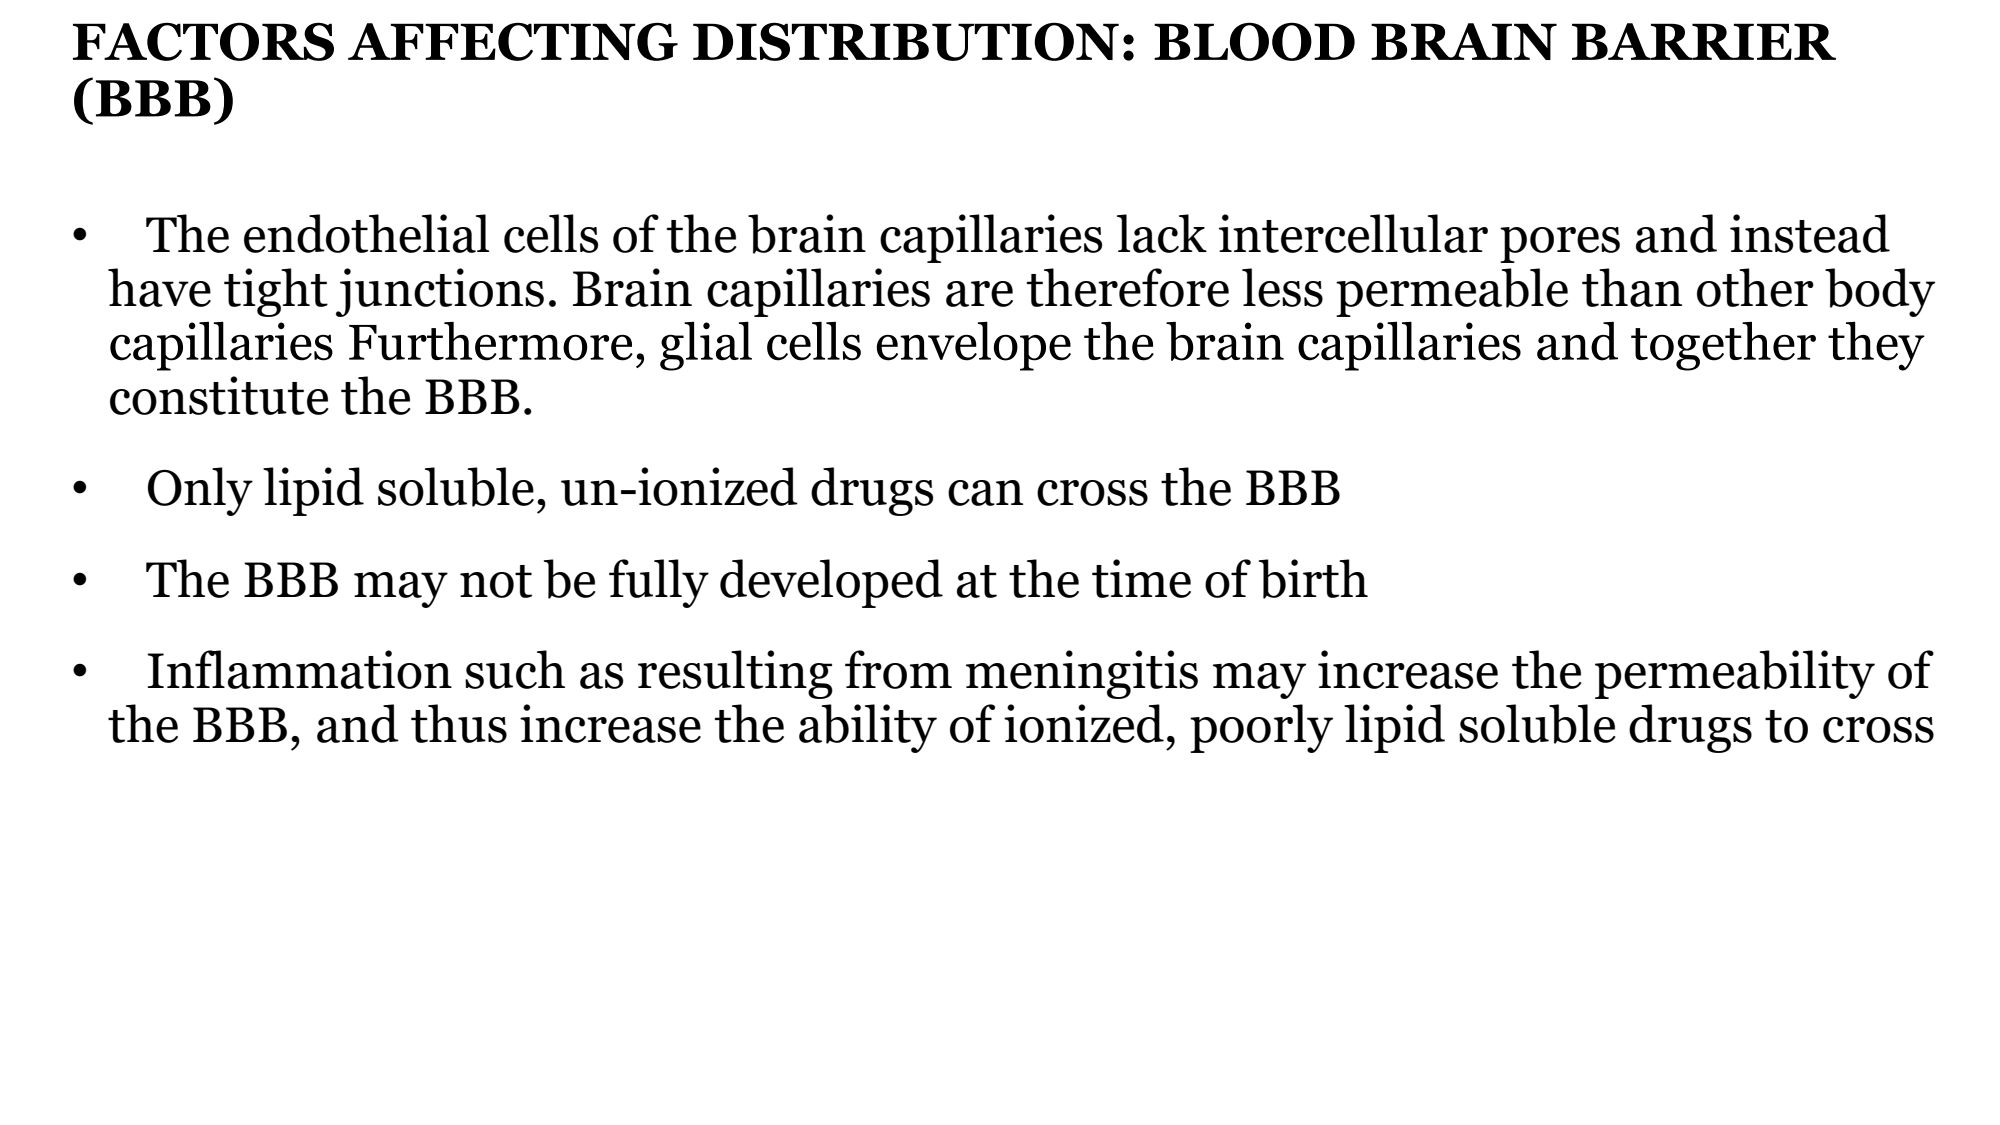 FACTORS AFFECTING DISTRIBUTION: BLOOD BRAIN BARRIER
(BBB)
• The endothelial cells of the brain capillaries lack intercellular pores and instead
have tight junctions. Brain capillaries are therefore less permeable than other body
capillaries Furthermore, glial cells envelope the brain capillaries and together they
constitute the BBB.
• Only lipid soluble, un-ionized drugs can cross the BBB
• The BBB may not be fully developed at the time of birth
• Inflammation such as resulting from meningitis may increase the permeability of
the BBB, and thus increase the ability of ionized, poorly lipid soluble drugs to cross